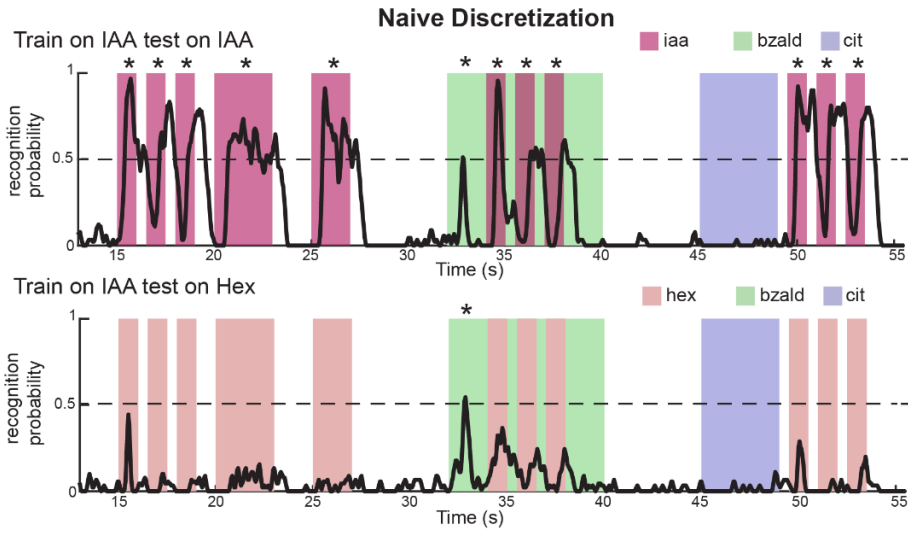 Naive Discretization
Train on IAA test on IAA
iaa bzald cit
* * * * * * * * * * * *
recognition
probability
1
0.5
0
15 20 25 30 35 40 45 50 55
Time (s)
Train on IAA test on Hex
hex bzald cit
*
recognition
probability
1
0.5
0
15 20 25 30 35 40 45 50 55
Time (s)